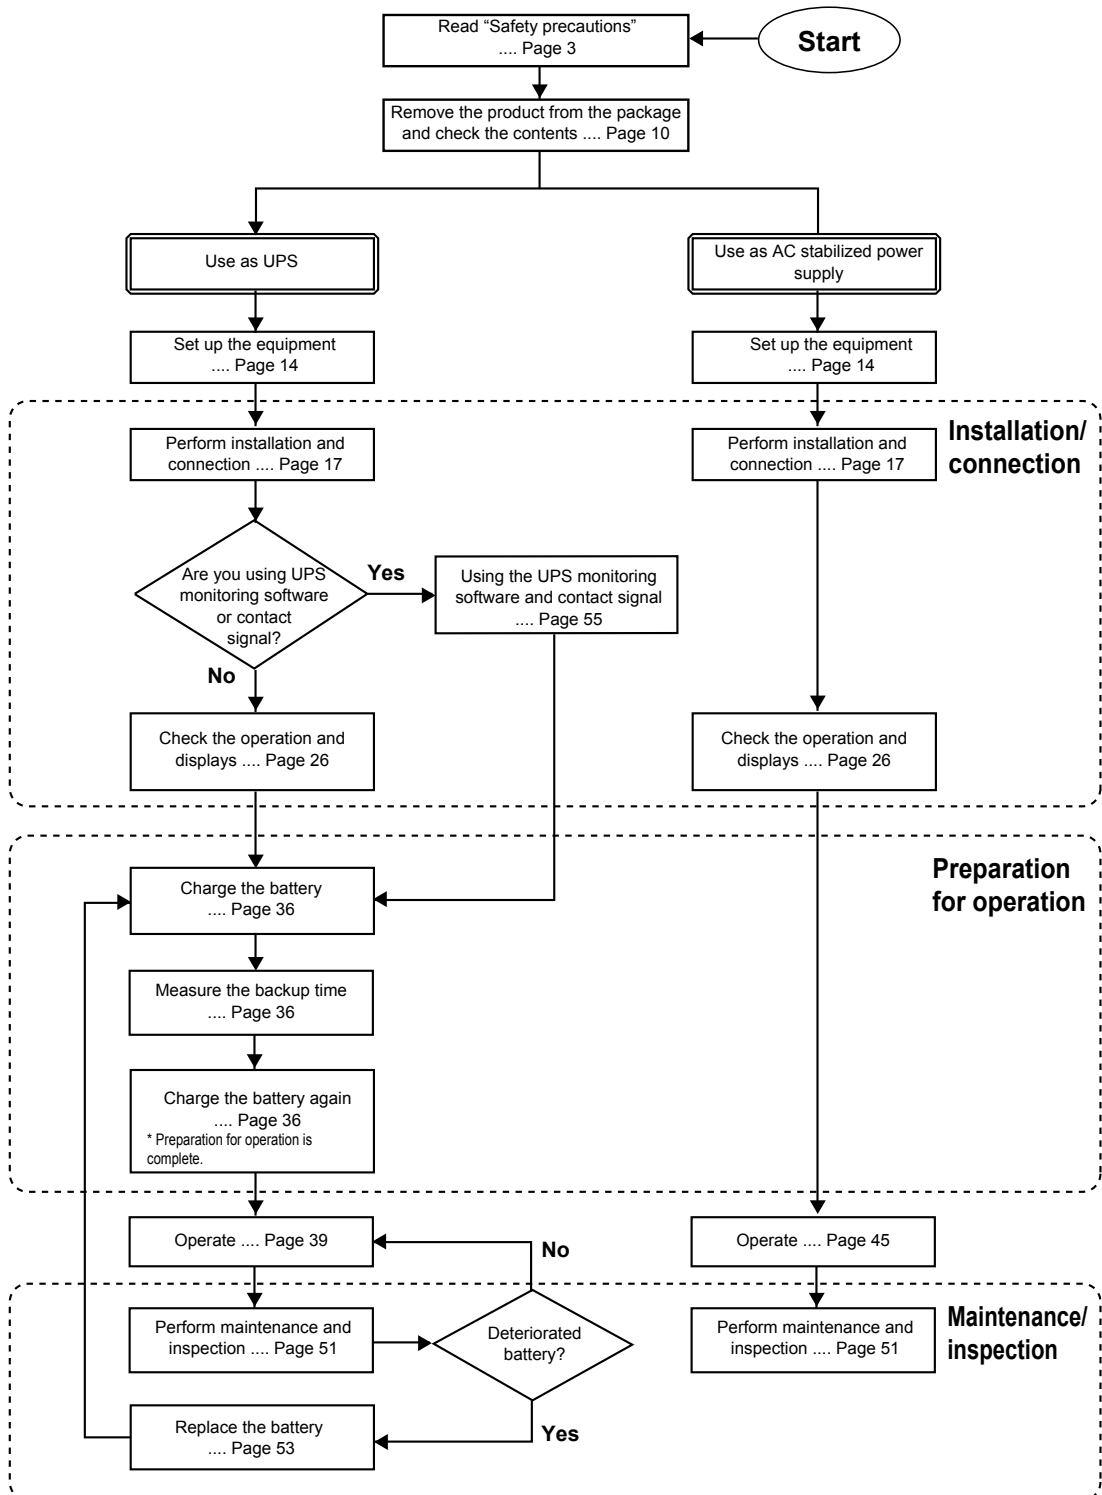 Read “Safety precautions”
.... Page 3
Start
Remove the product from the package
and check the contents .... Page 10
Use as UPS
Use as AC stabilized power
supply
Set up the equipment
.... Page 14
Set up the equipment
.... Page 14
Installation/
connection
Perform installation and
connection .... Page 17
Perform installation and
connection .... Page 17
Are you using UPS
monitoring software
or contact
signal?
Yes
Using the UPS monitoring
software and contact signal
.... Page 55
No
Check the operation and
displays .... Page 26
Check the operation and
displays .... Page 26
Preparation
for operation
Charge the battery
.... Page 36
Measure the backup time
.... Page 36
Charge the battery again
.... Page 36
* Preparation for operation is
complete.
Operate .... Page 39
No
Operate .... Page 45
Maintenance/
inspection
Perform maintenance and
inspection .... Page 51
Deteriorated
battery?
Perform maintenance and
inspection .... Page 51
Replace the battery
.... Page 53
Yes